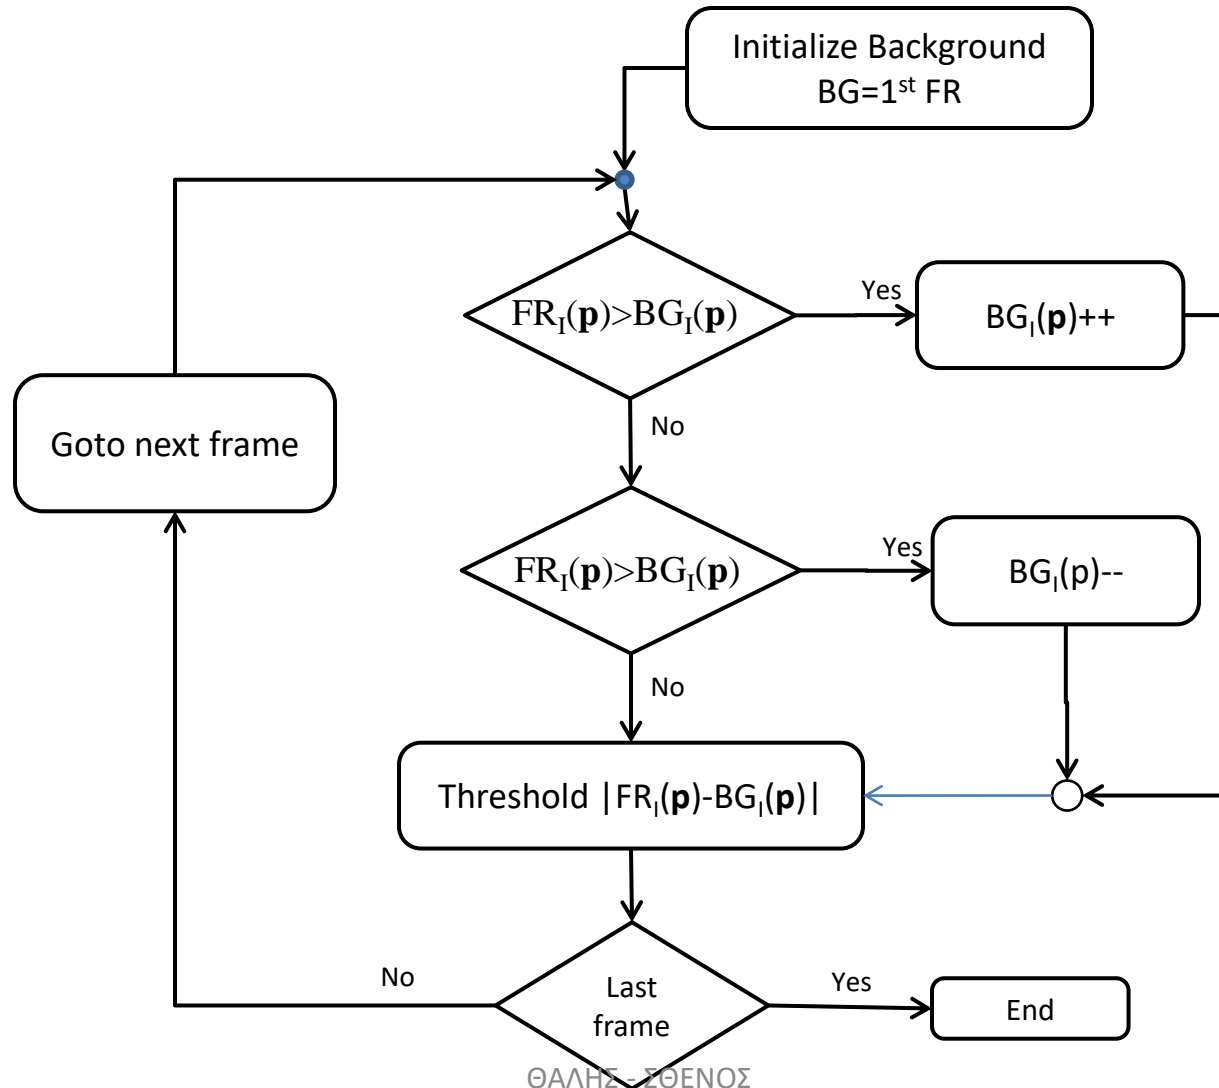 Initialize Background
BG=1st FR
FRI(p)>BGI(p)
Yes
BGI(p)++
No
Goto next frame
FRI(p)>BGI(p)
Yes
BGI(p)--
No
Threshold |FRI(p)-BGI(p)|
No
Last
frame
Yes
End
ΘΑΛΗΣ - ΣΘΕΝΟΣ